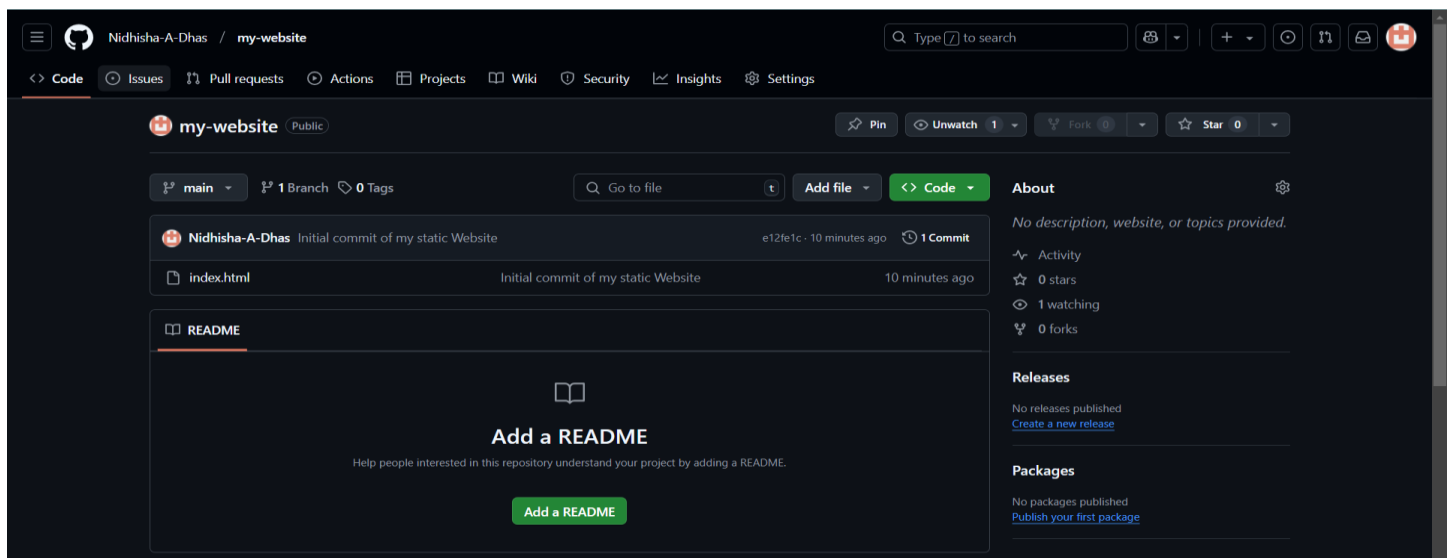 Nidhisha-A-Dhas / my-website
Type / to search
Code Issues Pull requests Actions Projects Wiki Security Insights Settings
my-website Public
Pin Unwatch 1 Fork 0 Star 0
main 1 Branch 0 Tags Go to file t Add file Code
Nidhisha-A-Dhas Initial commit of my static Website e12fe1c · 10 minutes ago 1 Commit
index.html Initial commit of my static Website 10 minutes ago
README
Add a README
Help people interested in this repository understand your project by adding a README.
Add a README
About
No description, website, or topics provided.
Activity
0 stars
1 watching
0 forks
Releases
No releases published
Create a new release
Packages
No packages published
Publish your first package